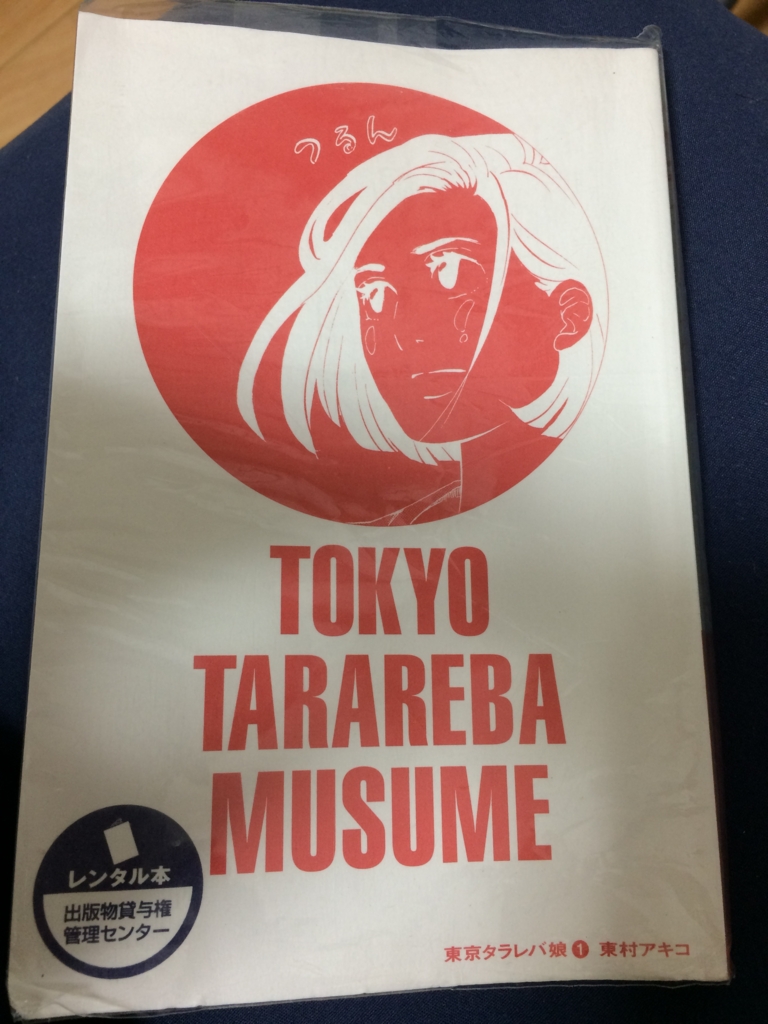 つるん
TOKYO
TARAREBA
MUSUME
レンタル本
出版物貸与権
管理センター
東京タラレバ娘 1 東村アキコ